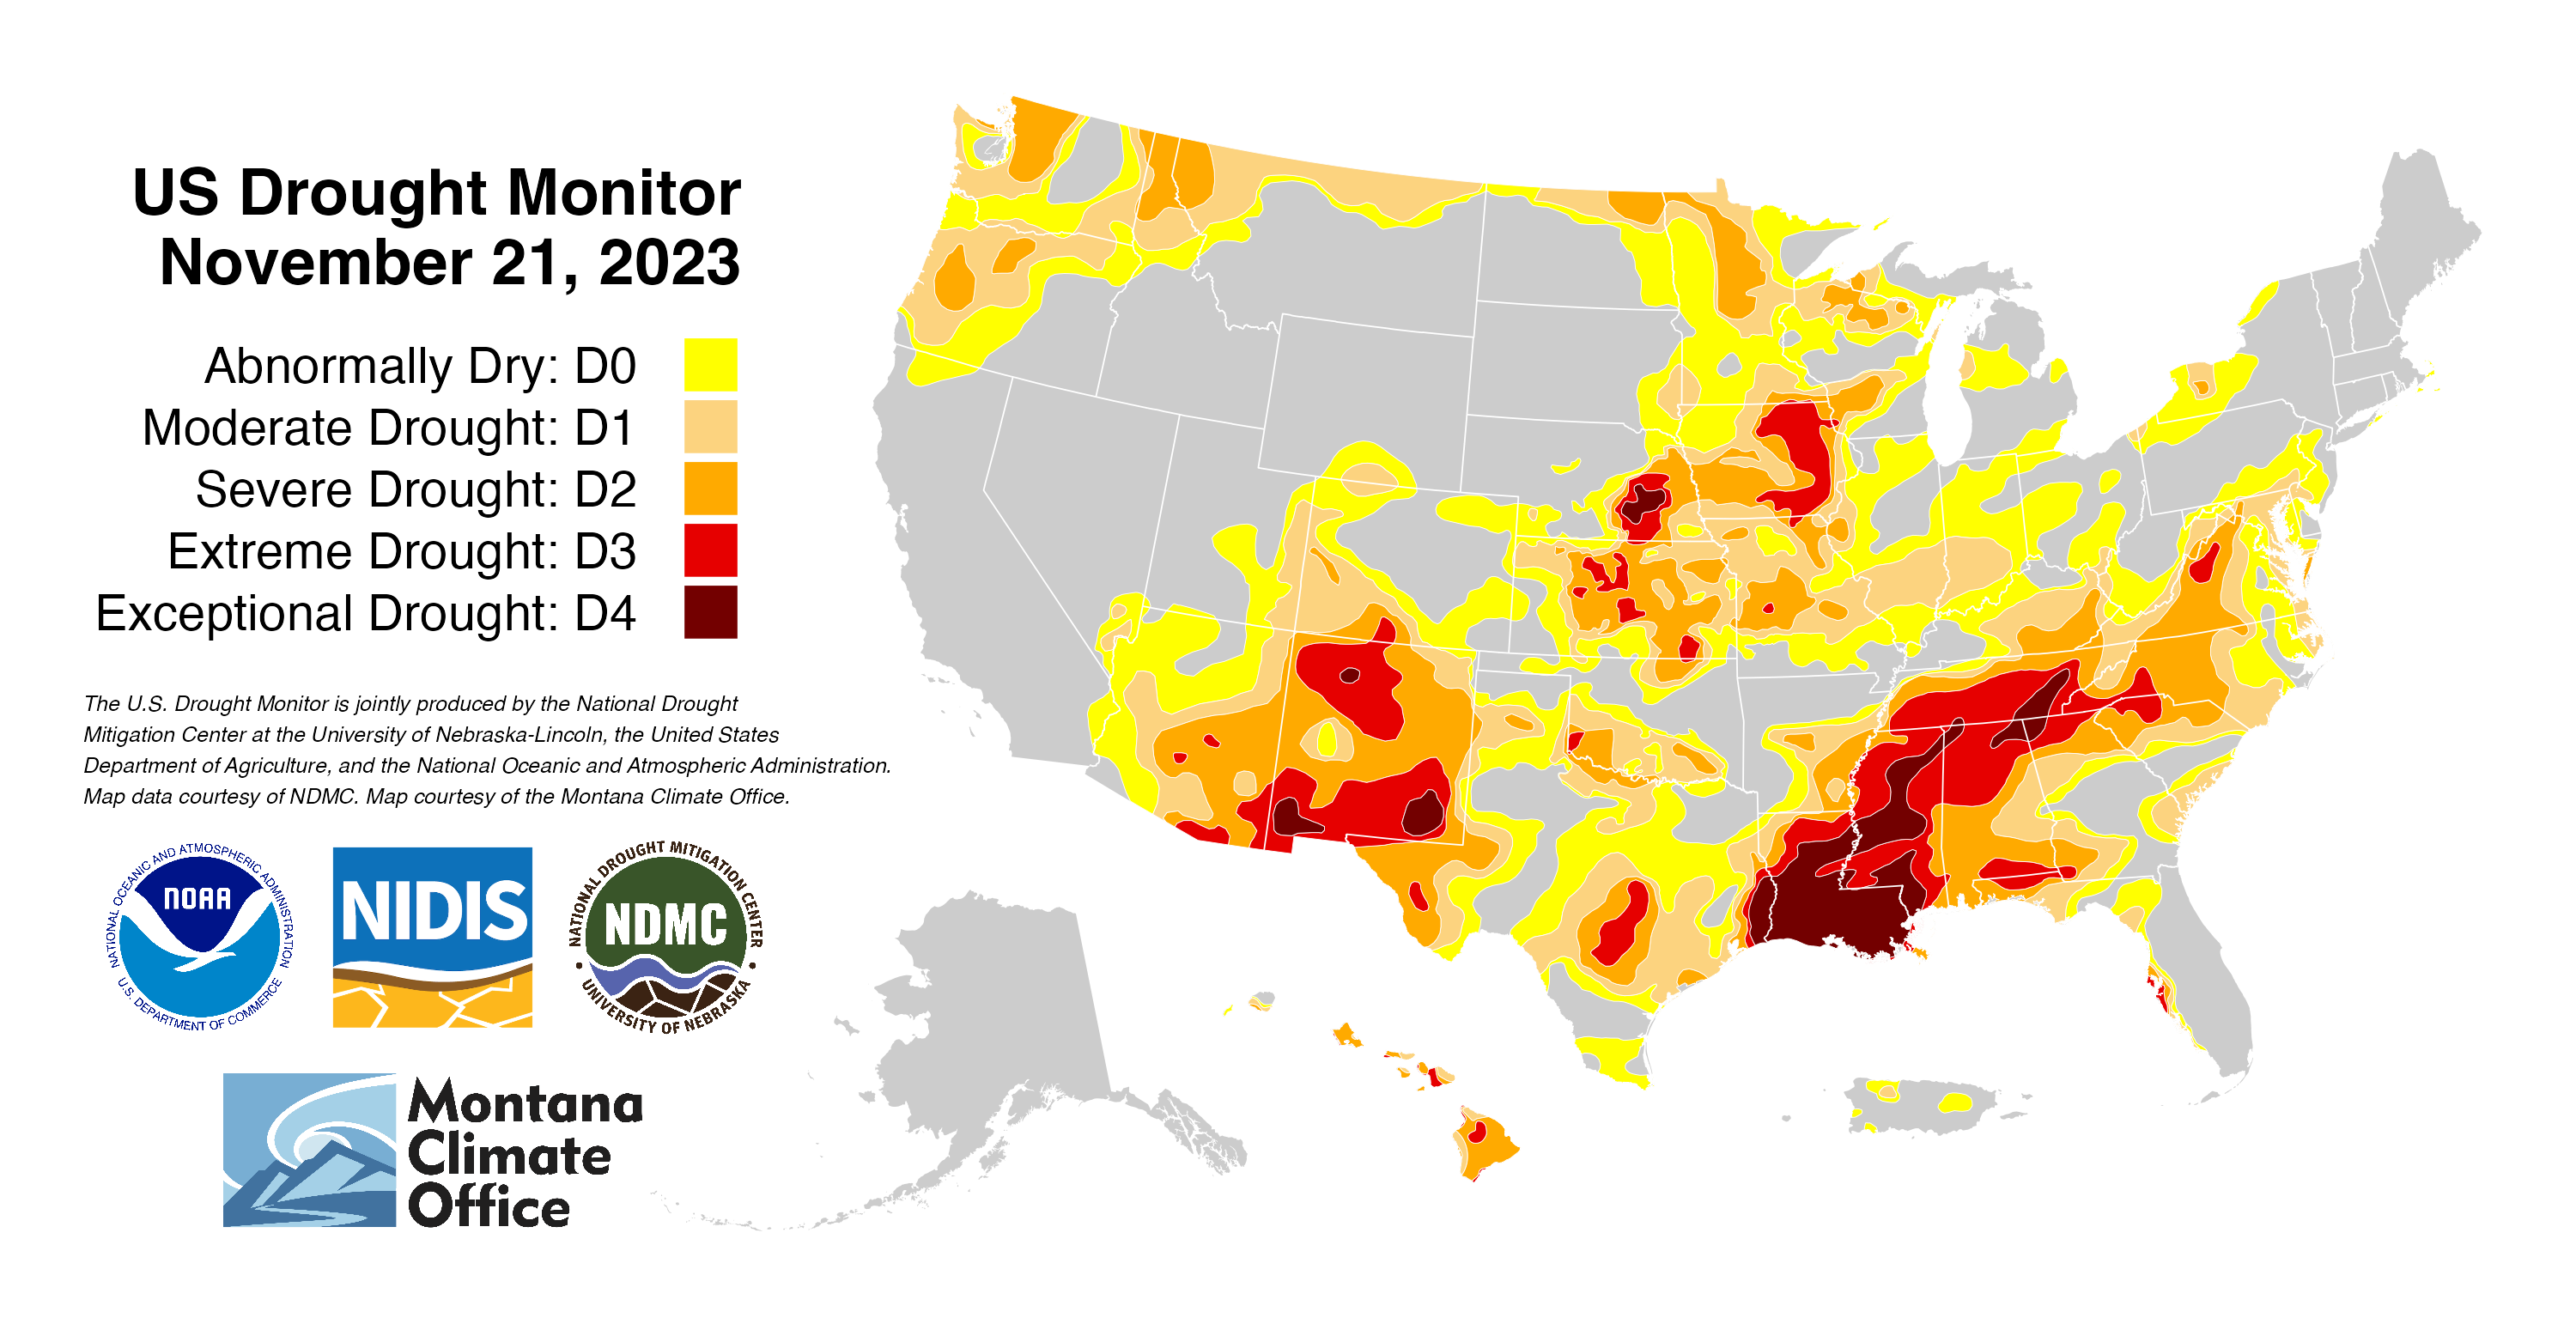 US Drought Monitor
November 21, 2023
Abnormally Dry: D0
Moderate Drought: D1
Severe Drought: D2
Extreme Drought: D3
Exceptional Drought: D4
The U.S. Drought Monitor is jointly produced by the National Drought
Mitigation Center at the University of Nebraska-Lincoln, the United States
Department of Agriculture, and the National Oceanic and Atmospheric Administration.
Map data courtesy of NDMC. Map courtesy of the Montana Climate Office.
NATIONAL OCEANIC AND ATMOSPHERIC ADMINISTRATION
NOAA
U.S. DEPARTMENT OF COMMERCE
NIDIS
NATIONAL DROUGHT MITIGATION CENTER
NDMC
UNIVERSITY OF NEBRASKA
Montana
Climate
Office